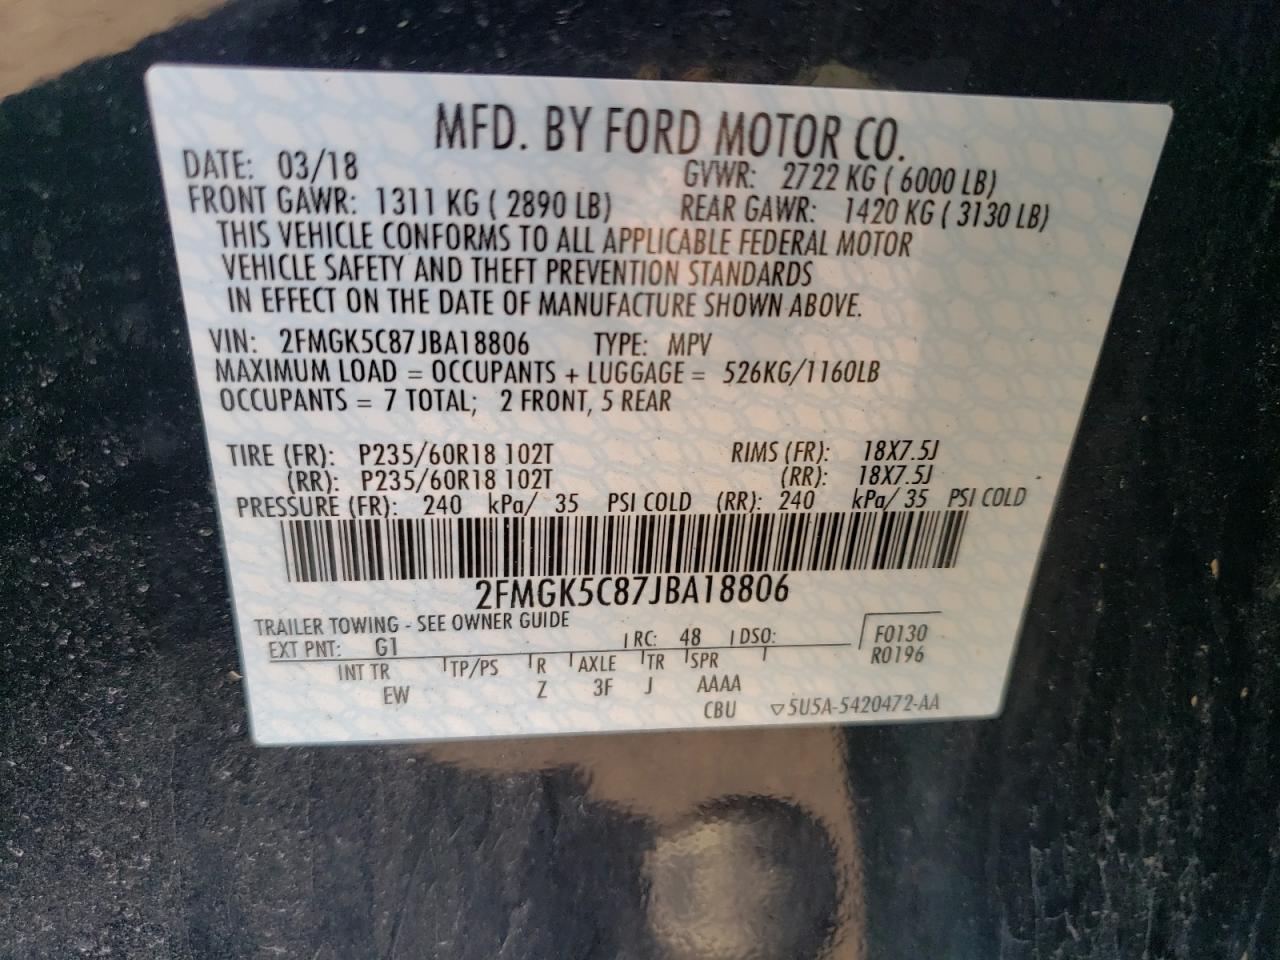 MFD. BY FORD MOTOR CO.
DATE: 03/18 GVWR: 2722 KG ( 6000 LB)
FRONT GAWR: 1311 KG ( 2890 LB) REAR GAWR: 1420 KG ( 3130 LB)
THIS VEHICLE CONFORMS TO ALL APPLICABLE FEDERAL MOTOR
VEHICLE SAFETY AND THEFT PREVENTION STANDARDS
IN EFFECT ON THE DATE OF MANUFACTURE SHOWN ABOVE.
VIN: 2FMGK5C87JBA18806 TYPE: MPV
MAXIMUM LOAD = OCCUPANTS + LUGGAGE = 526KG/1160LB
OCCUPANTS = 7 TOTAL; 2 FRONT, 5 REAR
TIRE (FR): P235/60R18 102T RIMS (FR): 18X7.5J
(RR): P235/60R18 102T (RR): 18X7.5J
PRESSURE (FR): 240 kPa/ 35 PSI COLD (RR): 240 kPa/ 35 PSI COLD
2FMGK5C87JBA18806
TRAILER TOWING - SEE OWNER GUIDE
EXT PNT: G1 RC: 48 DSO: F0130
R0196
INT TR TP/PS R AXLE TR SPR
EW Z 3F J AAAA
CBU ▽5U5A-5420472-AA